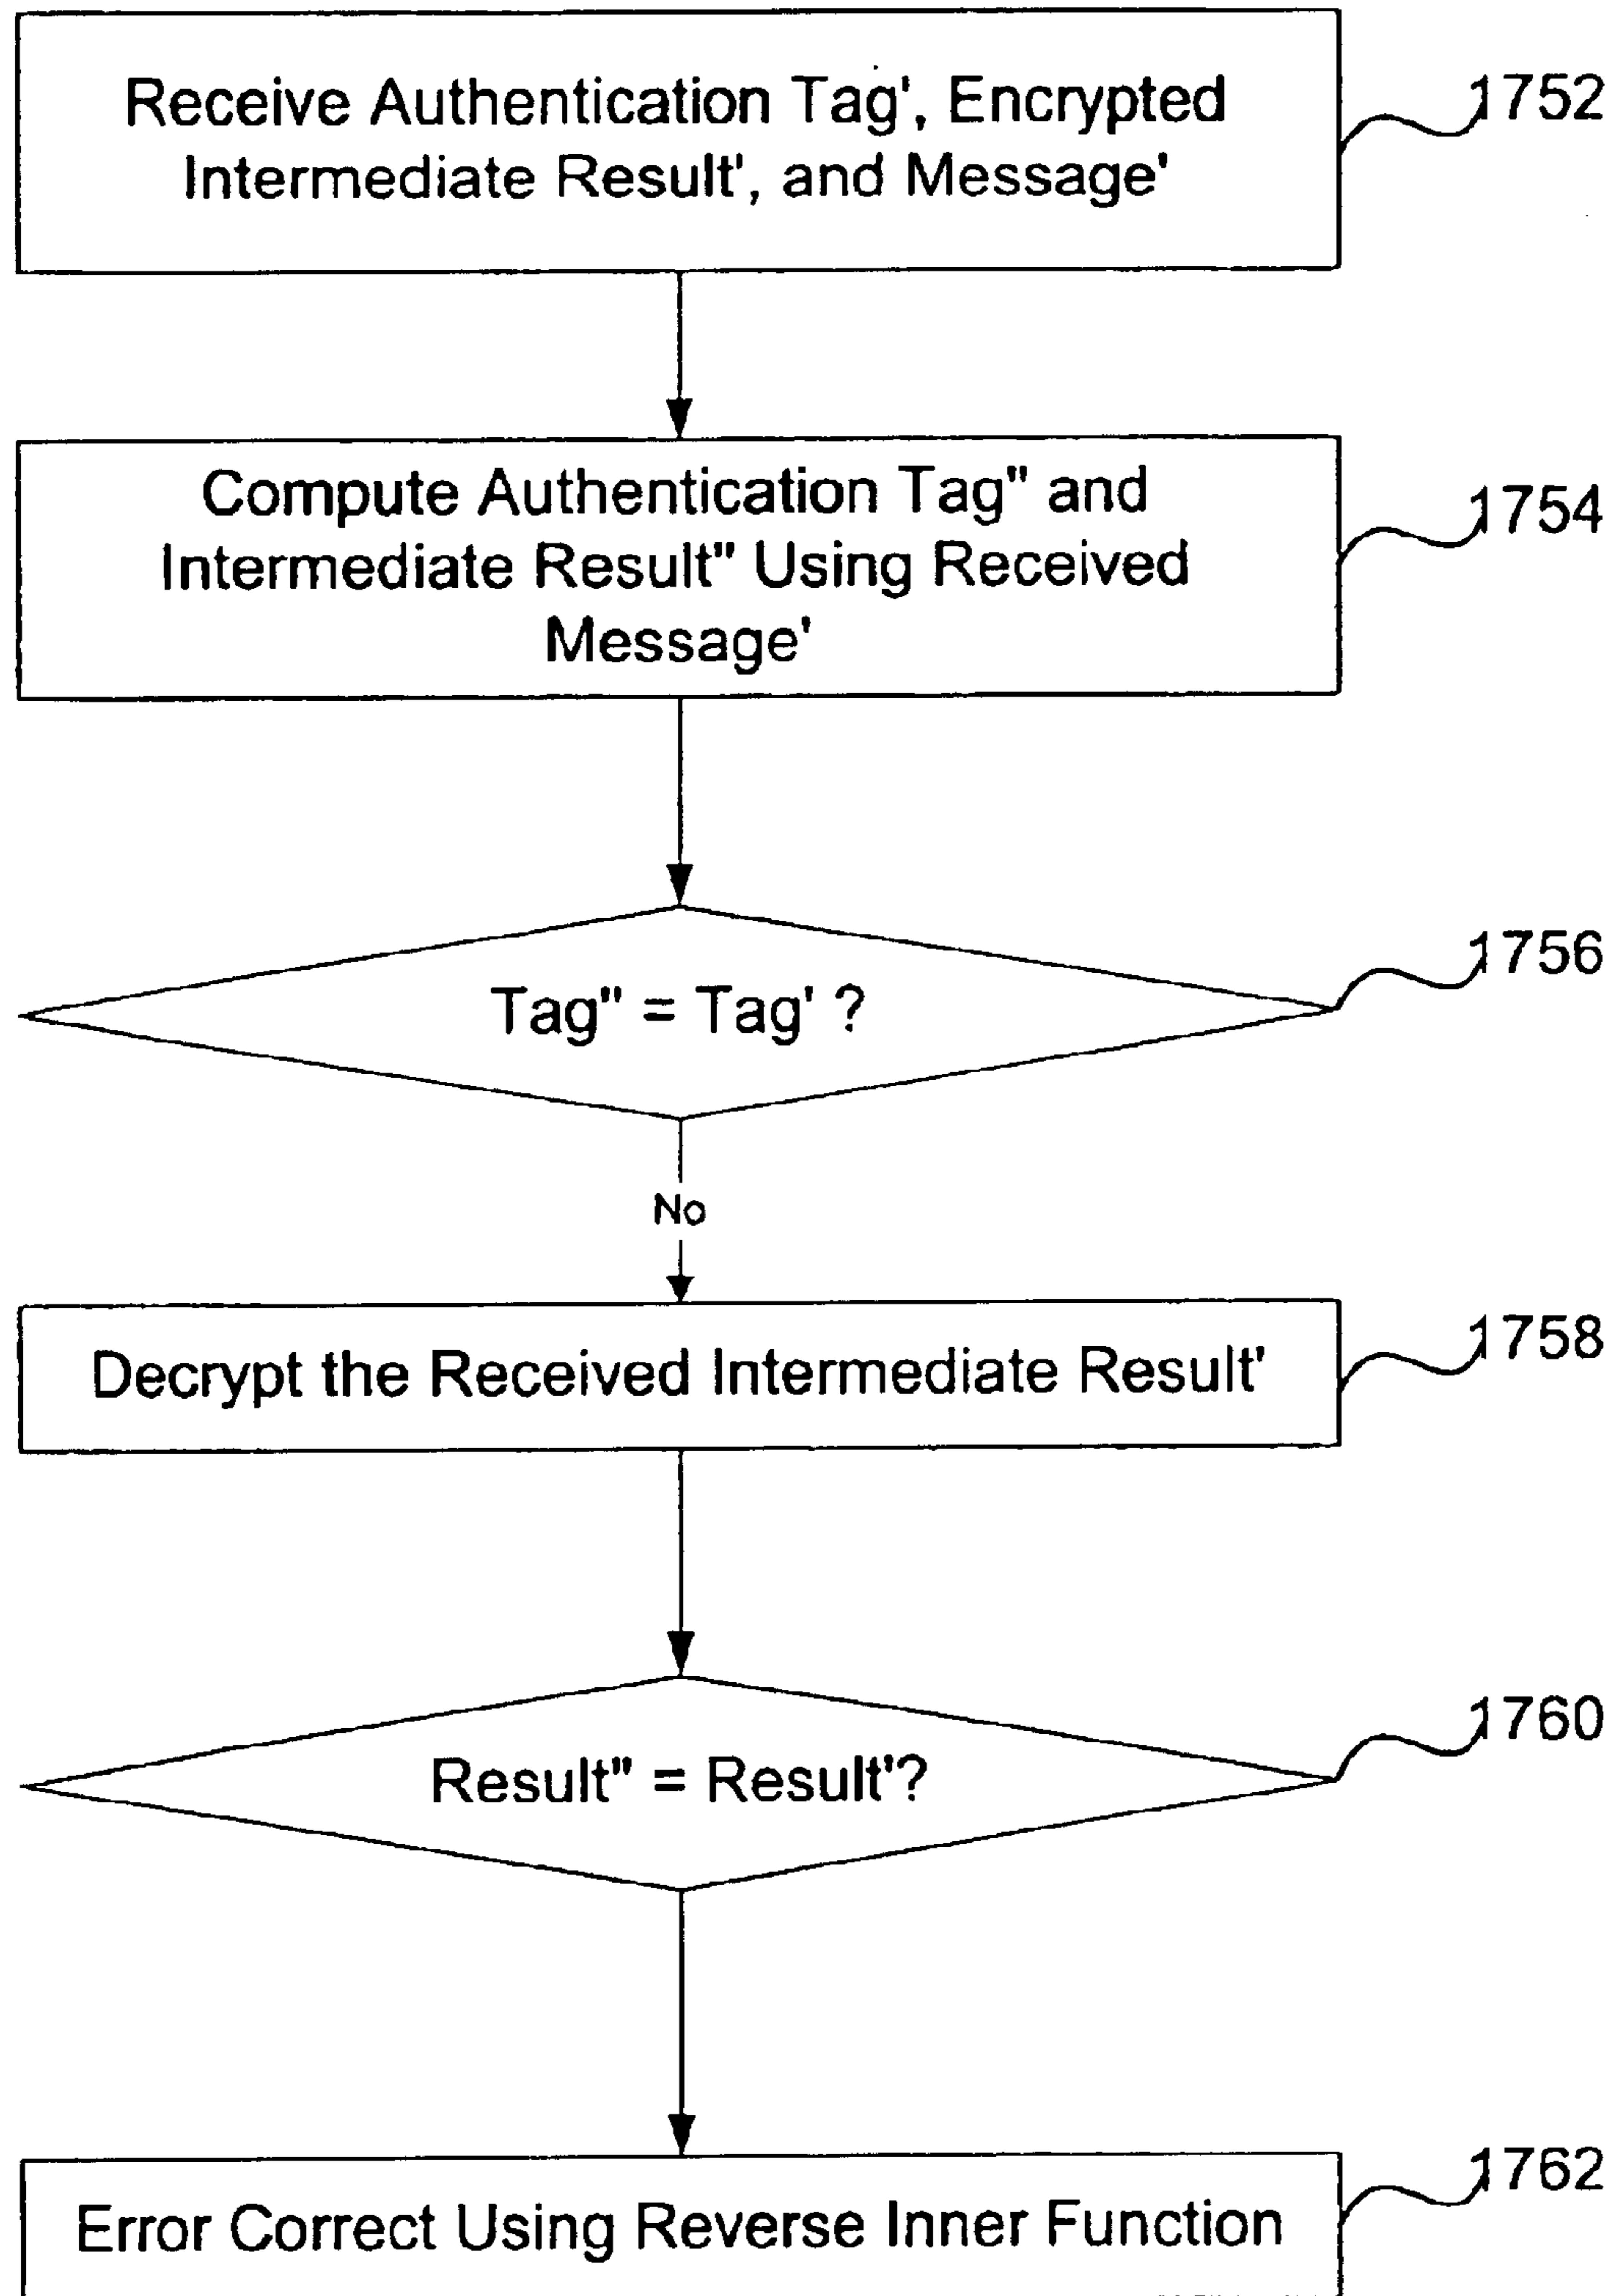 Receive Authentication Tag', Encrypted
Intermediate Result', and Message'
1752
Compute Authentication Tag" and
Intermediate Result" Using Received
Message'
1754
Tag" = Tag' ?
1756
No
Decrypt the Received Intermediate Result'
1758
Result" = Result'?
1760
Error Correct Using Reverse Inner Function
1762